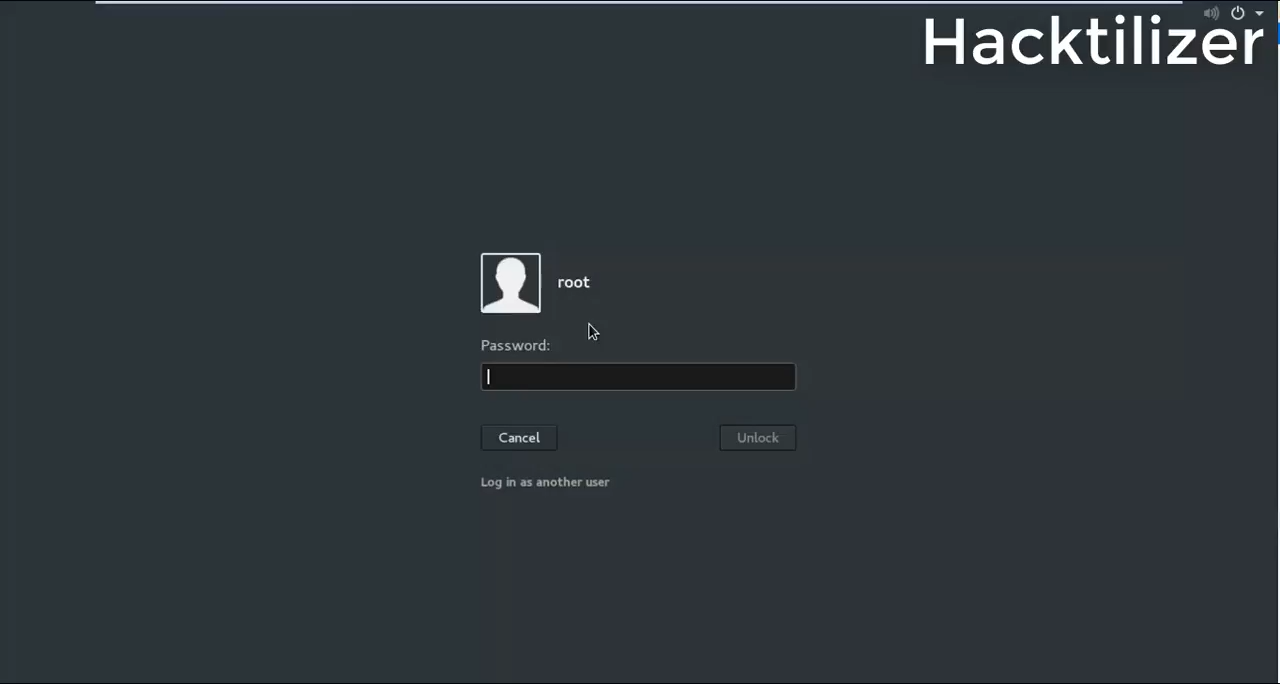 Hacktilizer
root
Password:
Cancel
Unlock
Log in as another user